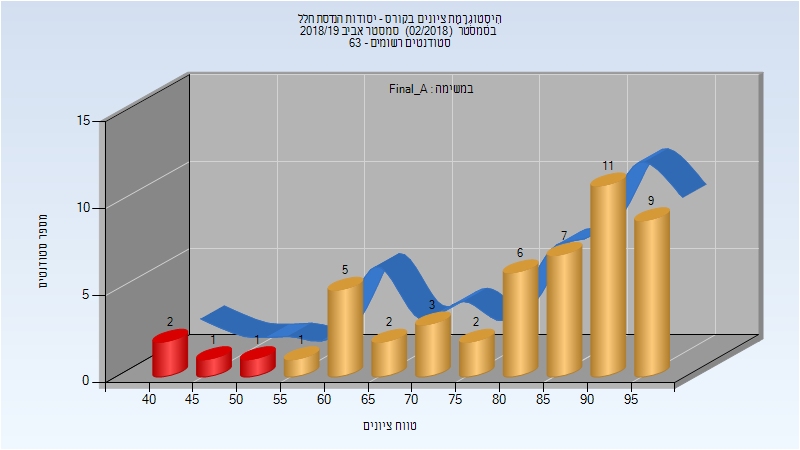 היסטוגרמת ציונים בקורס - יסודות הנדסת חלל
בסמסטר (02/2018) סמסטר אביב 2018/19
סטודנטים רשומים - 63
במשימה : Final_A
15
10
5
0
מספר סטודנטים
2
1
1
1
5
2
3
2
6
7
11
9
40 45 50 55 60 65 70 75 80 85 90 95
טווח ציונים